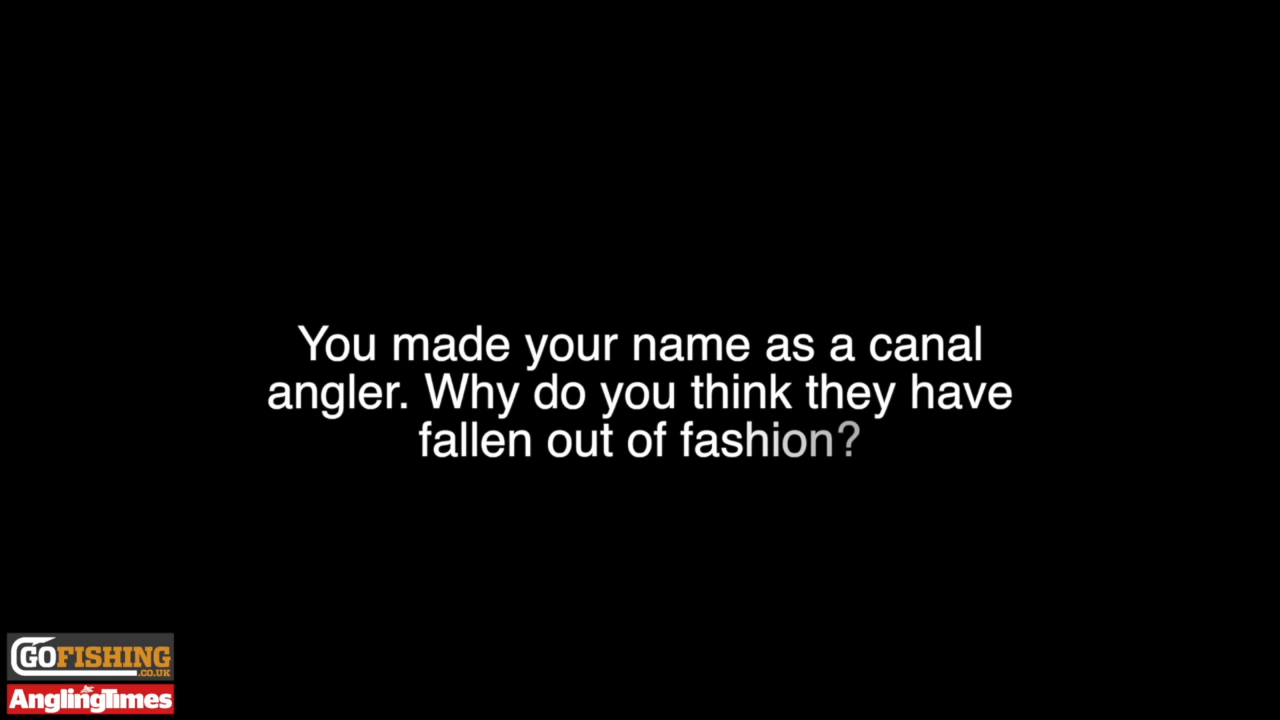 You made your name as a canal
angler. Why do you think they have
fallen out of fashion?
GOFISHING
.CO.UK
AnglingTimes